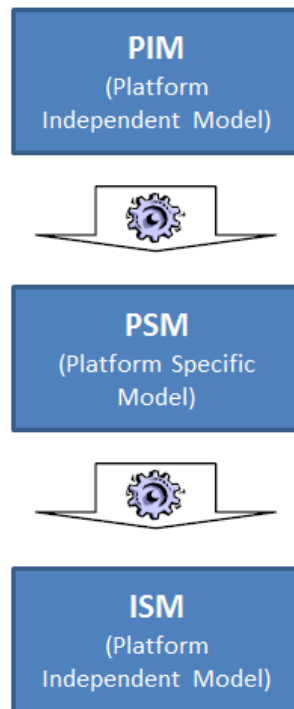 PIM
(Platform
Independent Model)
PSM
(Platform Specific
Model)
ISM
(Platform
Independent Model)